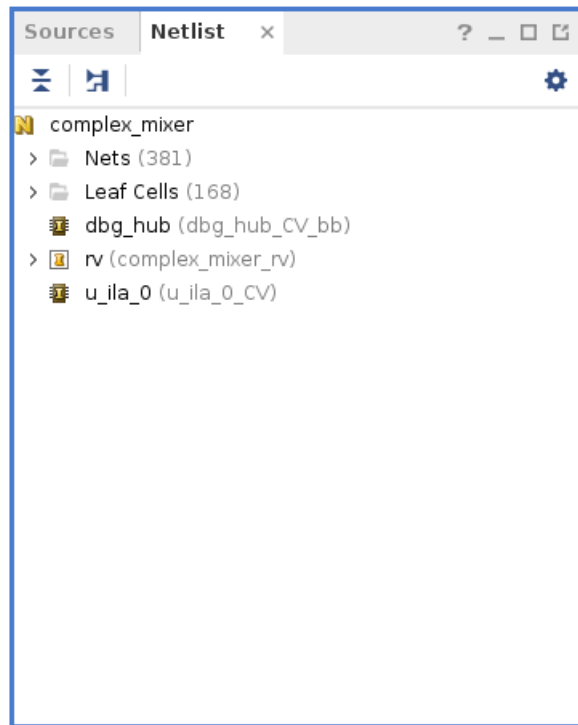 Sources Netlist × ? _
complex_mixer
> Nets (381)
> Leaf Cells (168)
dbg_hub (dbg_hub_CV_bb)
> rv (complex_mixer_rv)
u_ila_0 (u_ila_0_CV)